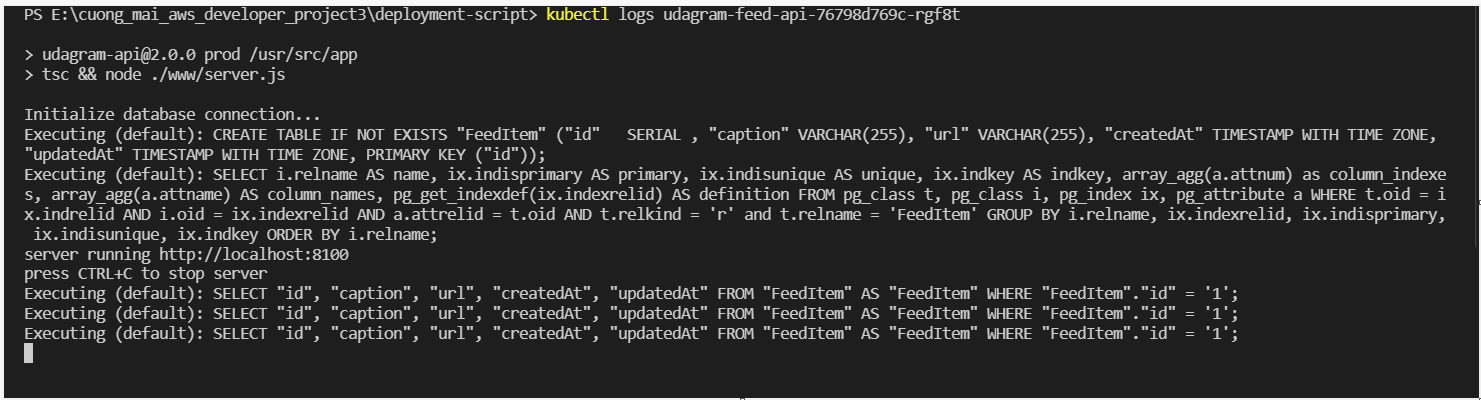 PS E:\cuong_mai_aws_developer_project3\deployment-script> kubectl logs udagram-feed-api-76798d769c-rgf8t
> udagram-api@2.0.0 prod /usr/src/app
> tsc && node ./www/server.js
Initialize database connection...
Executing (default): CREATE TABLE IF NOT EXISTS "FeedItem" ("id"   SERIAL , "caption" VARCHAR(255), "url" VARCHAR(255), "createdAt" TIMESTAMP WITH TIME ZONE,
"updatedAt" TIMESTAMP WITH TIME ZONE, PRIMARY KEY ("id"));
Executing (default): SELECT i.relname AS name, ix.indisprimary AS primary, ix.indisunique AS unique, ix.indkey AS indkey, array_agg(a.attnum) as column_indexe
s, array_agg(a.attname) AS column_names, pg_get_indexdef(ix.indexrelid) AS definition FROM pg_class t, pg_class i, pg_index ix, pg_attribute a WHERE t.oid = i
x.indrelid AND i.oid = ix.indexrelid AND a.attrelid = t.oid AND t.relkind = 'r' and t.relname = 'FeedItem' GROUP BY i.relname, ix.indexrelid, ix.indisprimary,
 ix.indisunique, ix.indkey ORDER BY i.relname;
server running http://localhost:8100
press CTRL+C to stop server
Executing (default): SELECT "id", "caption", "url", "createdAt", "updatedAt" FROM "FeedItem" AS "FeedItem" WHERE "FeedItem"."id" = '1';
Executing (default): SELECT "id", "caption", "url", "createdAt", "updatedAt" FROM "FeedItem" AS "FeedItem" WHERE "FeedItem"."id" = '1';
Executing (default): SELECT "id", "caption", "url", "createdAt", "updatedAt" FROM "FeedItem" AS "FeedItem" WHERE "FeedItem"."id" = '1';